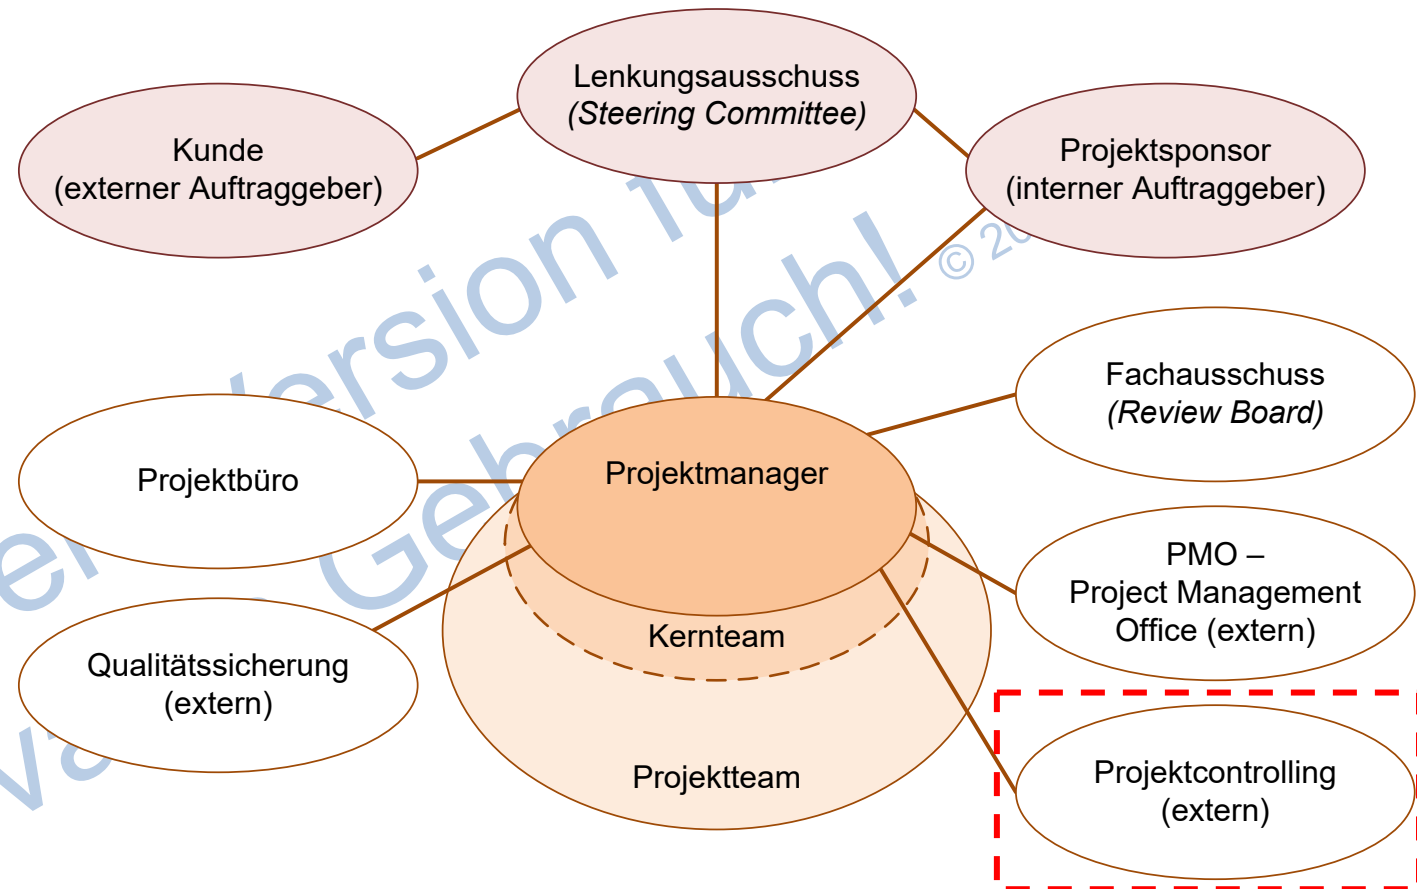 Lenkungsausschuss
(Steering Committee)
Kunde
(externer Auftraggeber)
Projektsponsor
(interner Auftraggeber)
Fachausschuss
(Review Board)
Projektbüro
Projektmanager
PMO –
Project Management
Office (extern)
Kernteam
Qualitätssicherung
(extern)
Projektteam
Projektcontrolling
(extern)
Gebrauch! ©